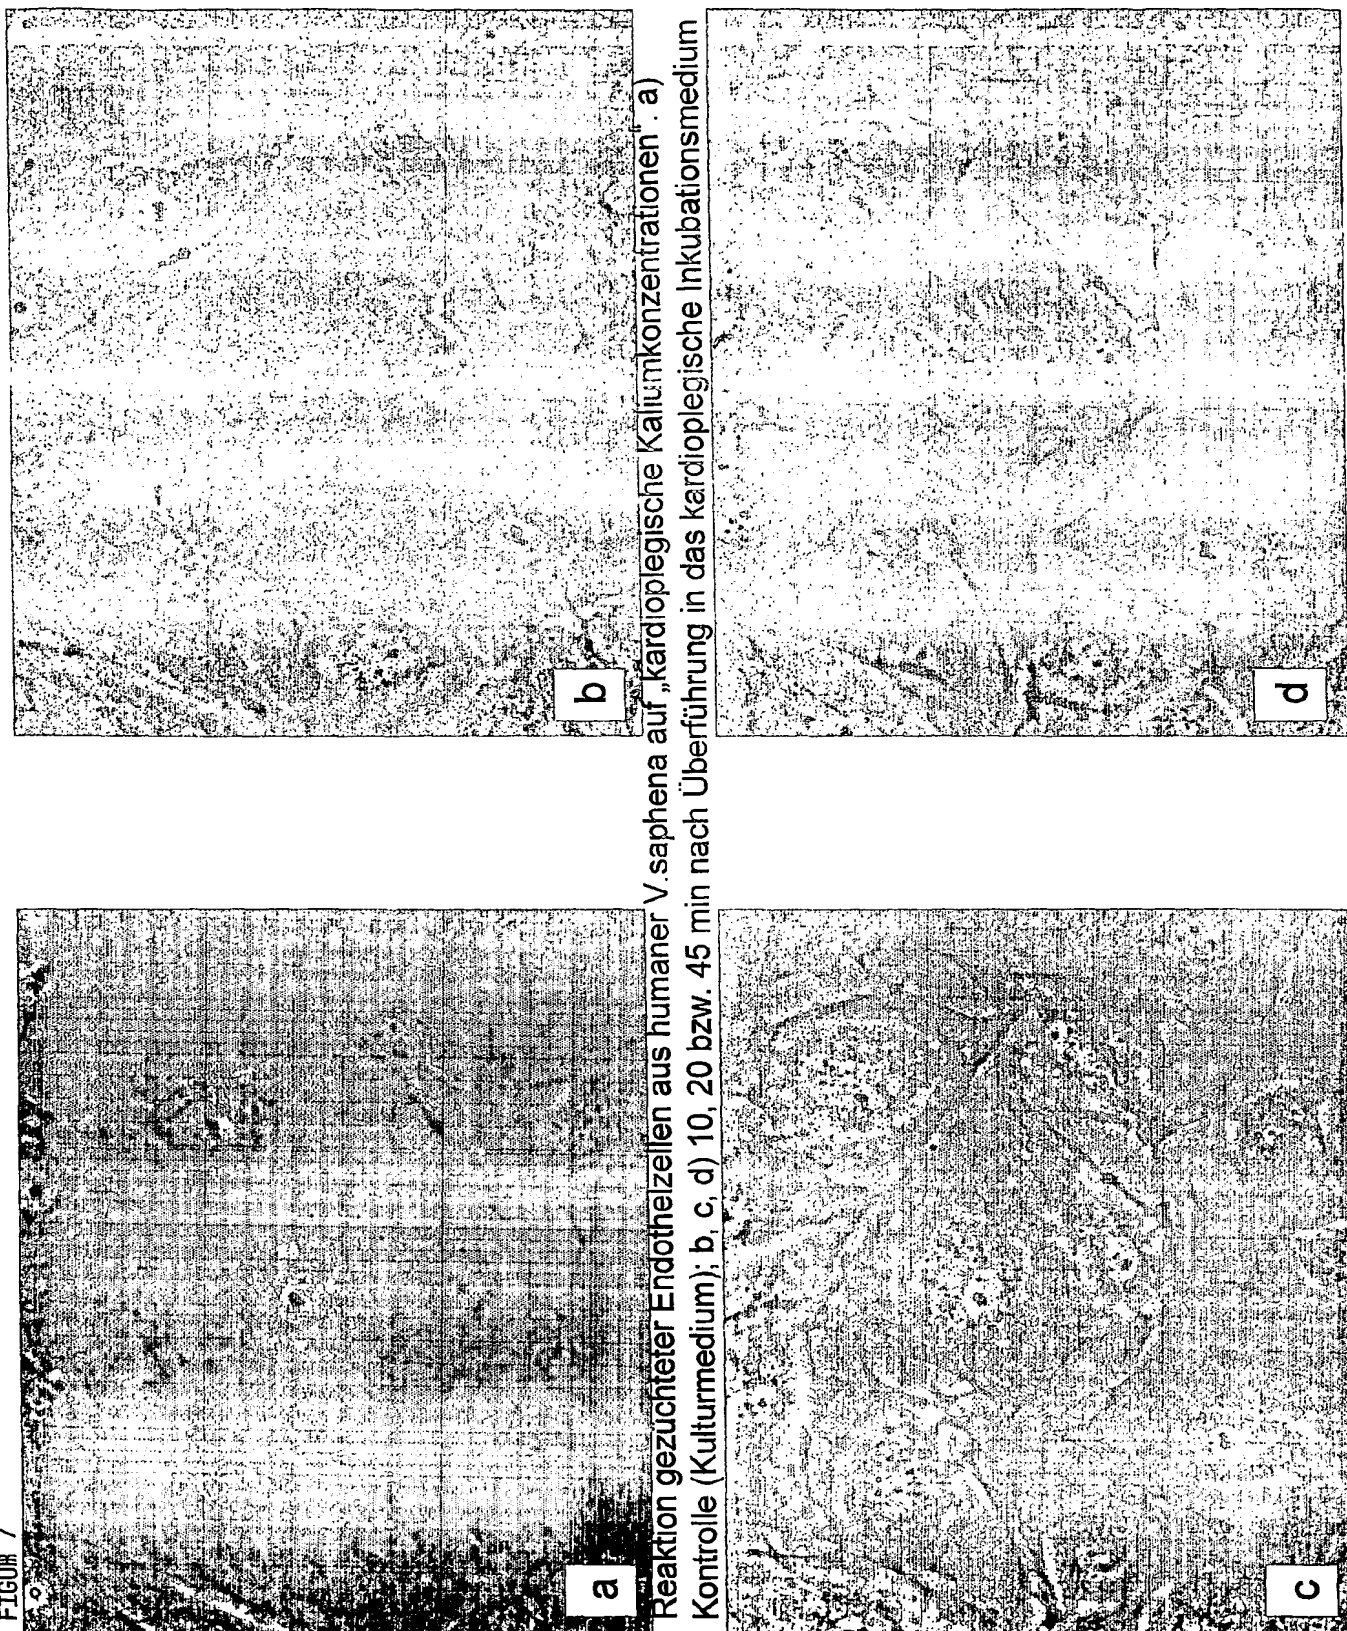 FIGUR 7
a
b
Reaktion gezüchteter Endothelzellen aus humaner V.saphena auf „kardioplegische Kaliumkonzentrationen“. a)
Kontrolle (Kulturmedium); b, c, d) 10, 20 bzw. 45 min nach Überführung in das kardioplegische Inkubationsmedium
c
d